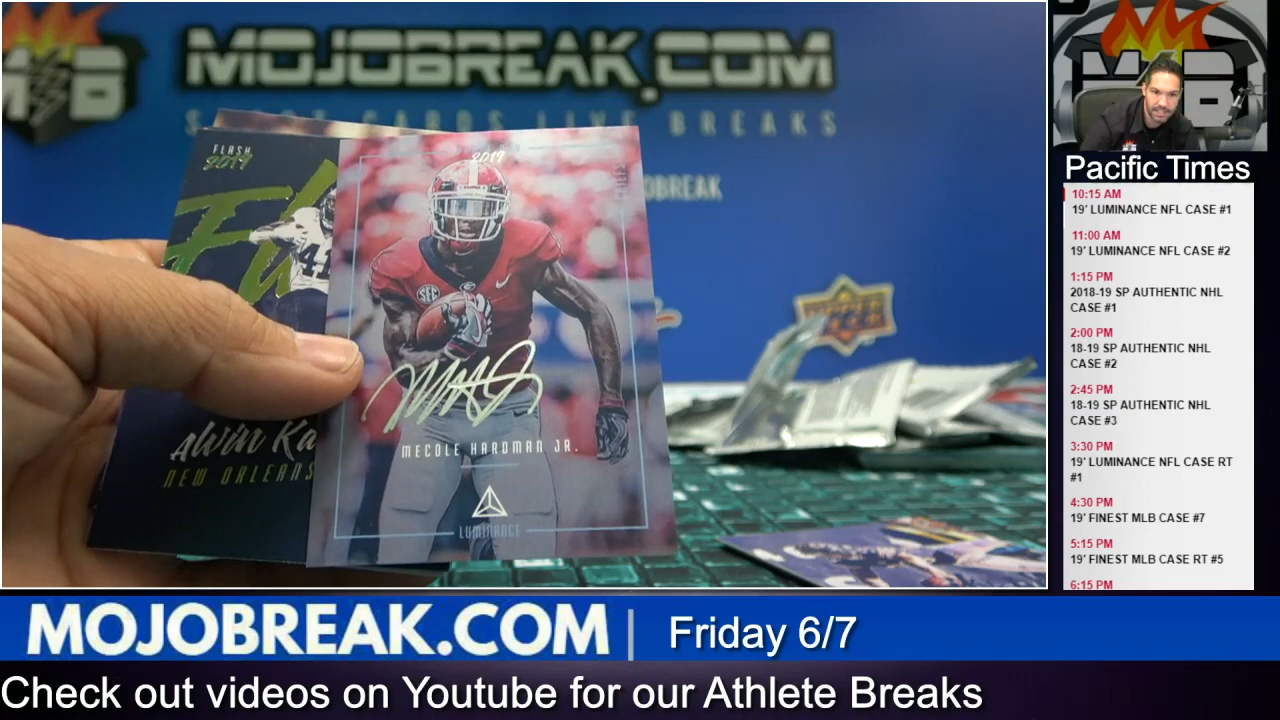 MOJOBREAK.COM
S CARDS LIVE BREAKS
MB
OJOBREAK
FLASH
2019
Alvin Ka
NEW ORLEANS
41
2019
CHIEFS
SEC
G
MECOLE HARDMAN JR.
LUMINANCE
Pacific Times
10:15 AM
19' LUMINANCE NFL CASE #1
11:00 AM
19' LUMINANCE NFL CASE #2
1:15 PM
2018-19 SP AUTHENTIC NHL
CASE #1
2:00 PM
18-19 SP AUTHENTIC NHL
CASE #2
2:45 PM
18-19 SP AUTHENTIC NHL
CASE #3
3:30 PM
19' LUMINANCE NFL CASE RT
#1
4:30 PM
19' FINEST MLB CASE #7
5:15 PM
19' FINEST MLB CASE RT #5
6:15 PM
MOJOBREAK.COM | Friday 6/7
Check out videos on Youtube for our Athlete Breaks